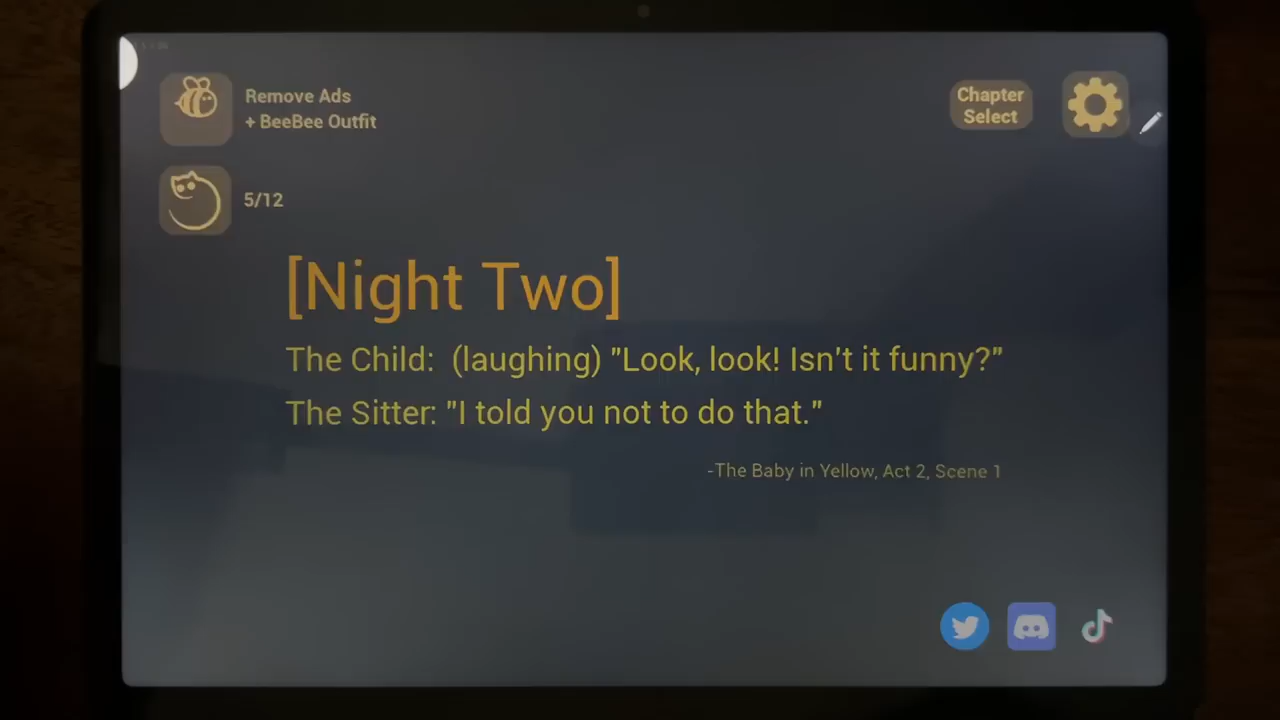 Remove Ads
+ BeeBee Outfit
Chapter
Select
5/12
[Night Two]
The Child: (laughing) "Look, look! Isn't it funny?"
The Sitter: "I told you not to do that."
-The Baby in Yellow, Act 2, Scene 1